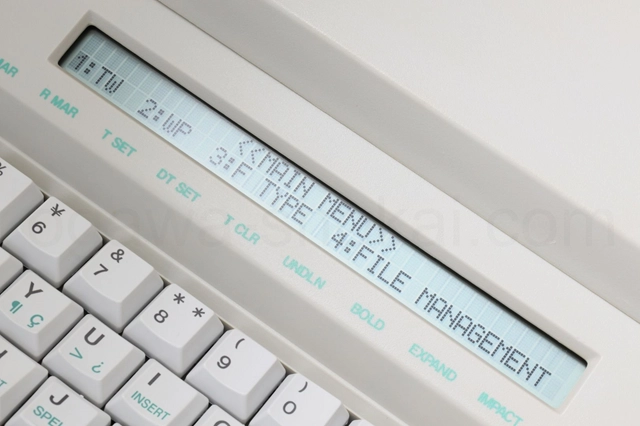 <<MAIN MENU>>
1:TW 2:WP 3:F TYPE 4:FILE MANAGEMENT
MAR
R MAR
T SET
DT SET
T CLR
UNDLN
BOLD
EXPAND
IMPACT
%
¥
6
&
7
*
*
8
(
9
)
0
Y
¶ ç
U
V ¿
I
INSERT
SPEL